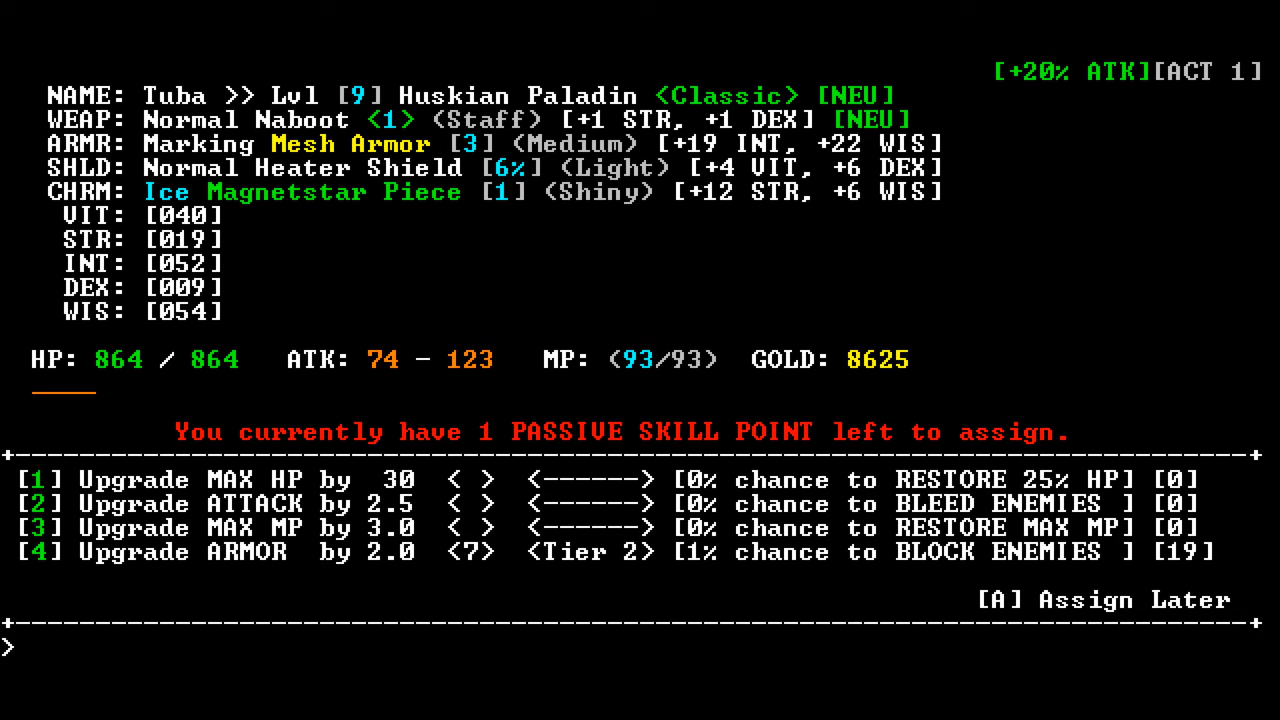 [+20% ATK][ACT 1]
NAME: Tuba >> Lvl [9] Huskian Paladin <Classic> [NEU]
WEAP: Normal Naboot <1> (Staff) [+1 STR, +1 DEX] [NEU]
ARMR: Marking Mesh Armor [3] (Medium) [+19 INT, +22 WIS]
SHLD: Normal Heater Shield [6%] (Light) [+4 VIT, +6 DEX]
CHRM: Ice Magnetstar Piece [1] (Shiny) [+12 STR, +6 WIS]
VIT: [040]
STR: [019]
INT: [052]
DEX: [009]
WIS: [054]
HP: 864 / 864 ATK: 74 - 123 MP: (93/93) GOLD: 8625
You currently have 1 PASSIVE SKILL POINT left to assign.
[1] Upgrade MAX HP by 30 < > <------> [0% chance to RESTORE 25% HP] [0]
[2] Upgrade ATTACK by 2.5 < > <------> [0% chance to BLEED ENEMIES ] [0]
[3] Upgrade MAX MP by 3.0 < > <------> [0% chance to RESTORE MAX MP] [0]
[4] Upgrade ARMOR by 2.0 <7> <Tier 2> [1% chance to BLOCK ENEMIES ] [19]
[A] Assign Later
>